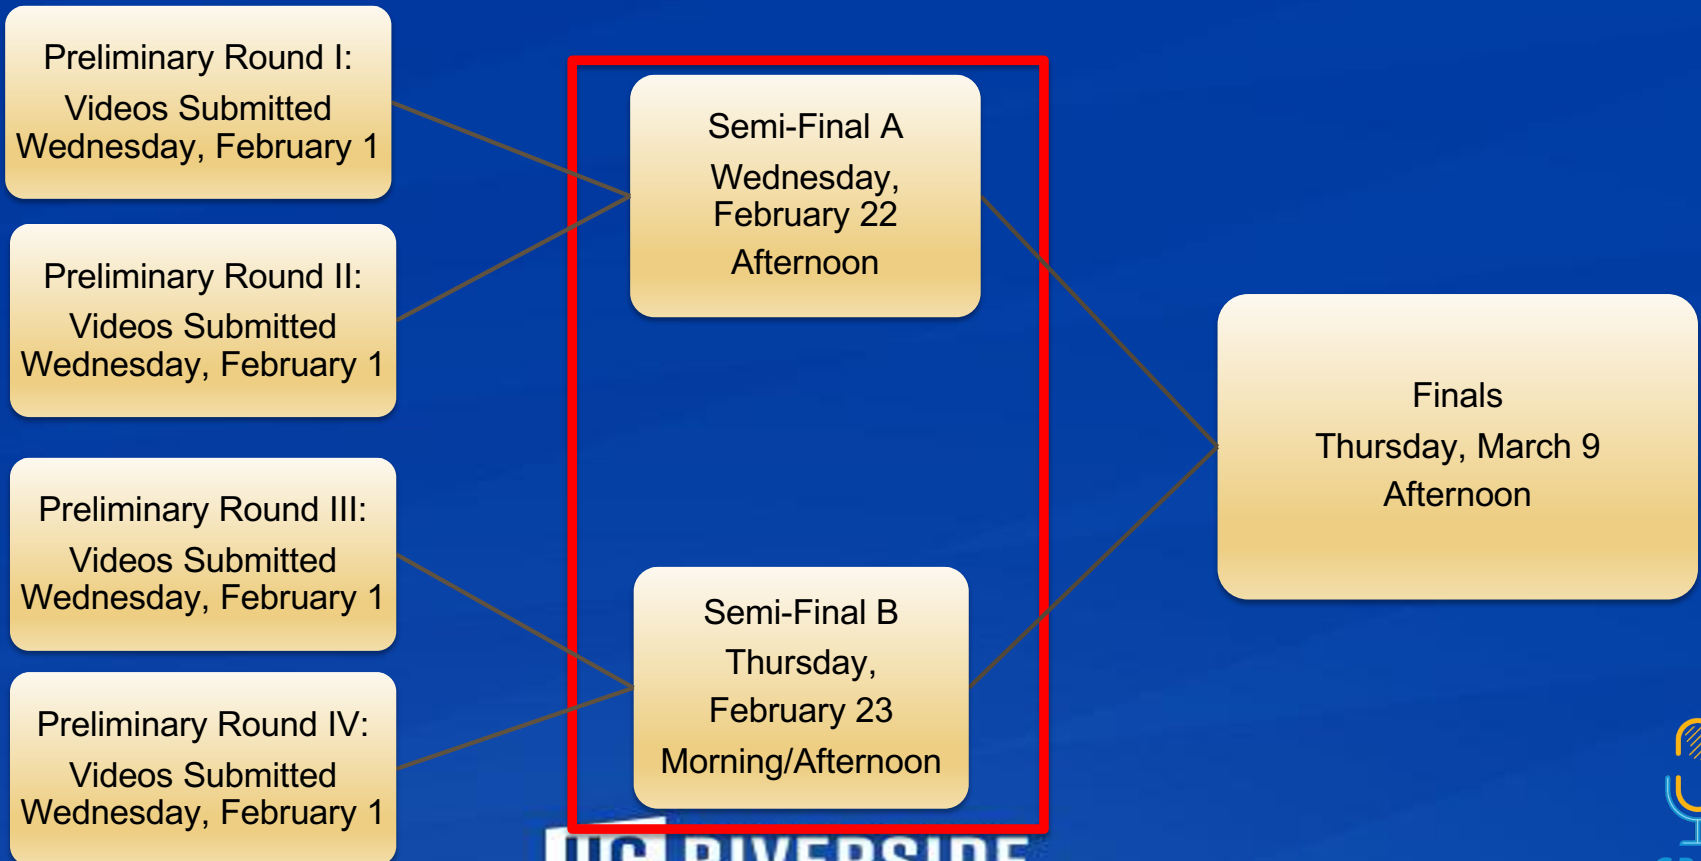 Preliminary Round I:
Videos Submitted
Wednesday, February 1
Preliminary Round II:
Videos Submitted
Wednesday, February 1
Preliminary Round III:
Videos Submitted
Wednesday, February 1
Preliminary Round IV:
Videos Submitted
Wednesday, February 1
Semi-Final A
Wednesday,
February 22
Afternoon
Semi-Final B
Thursday,
February 23
Morning/Afternoon
Finals
Thursday, March 9
Afternoon
UC RIVERSIDE